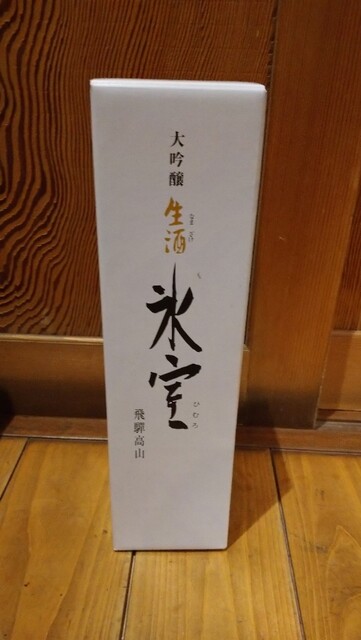 大吟醸
生酒
氷室
ひむろ
飛騨高山